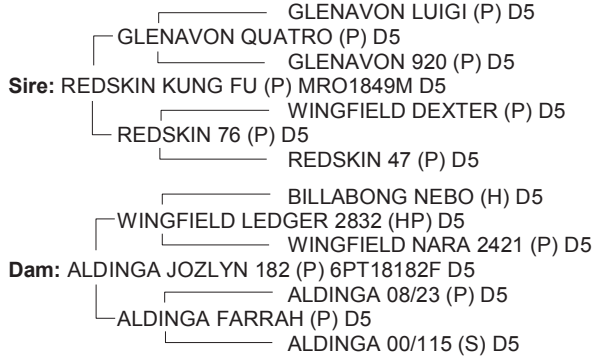 GLENAVON LUIGI (P) D5
GLENAVON QUATRO (P) D5
GLENAVON 920 (P) D5
Sire: REDSKIN KUNG FU (P) MRO1849M D5
WINGFIELD DEXTER (P) D5
REDSKIN 76 (P) D5
REDSKIN 47 (P) D5
BILLABONG NEBO (H) D5
WINGFIELD LEDGER 2832 (HP) D5
WINGFIELD NARA 2421 (P) D5
Dam: ALDINGA JOZLYN 182 (P) 6PT18182F D5
ALDINGA 08/23 (P) D5
ALDINGA FARRAH (P) D5
ALDINGA 00/115 (S) D5